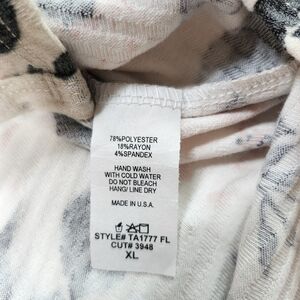 78%POLYESTER
18%RAYON
4%SPANDEX
HAND WASH
WITH COLD WATER
DO NOT BLEACH
HANG/ LINE DRY
MADE IN U.S.A.
STYLE# TA1777 FL
CUT# 3948
XL